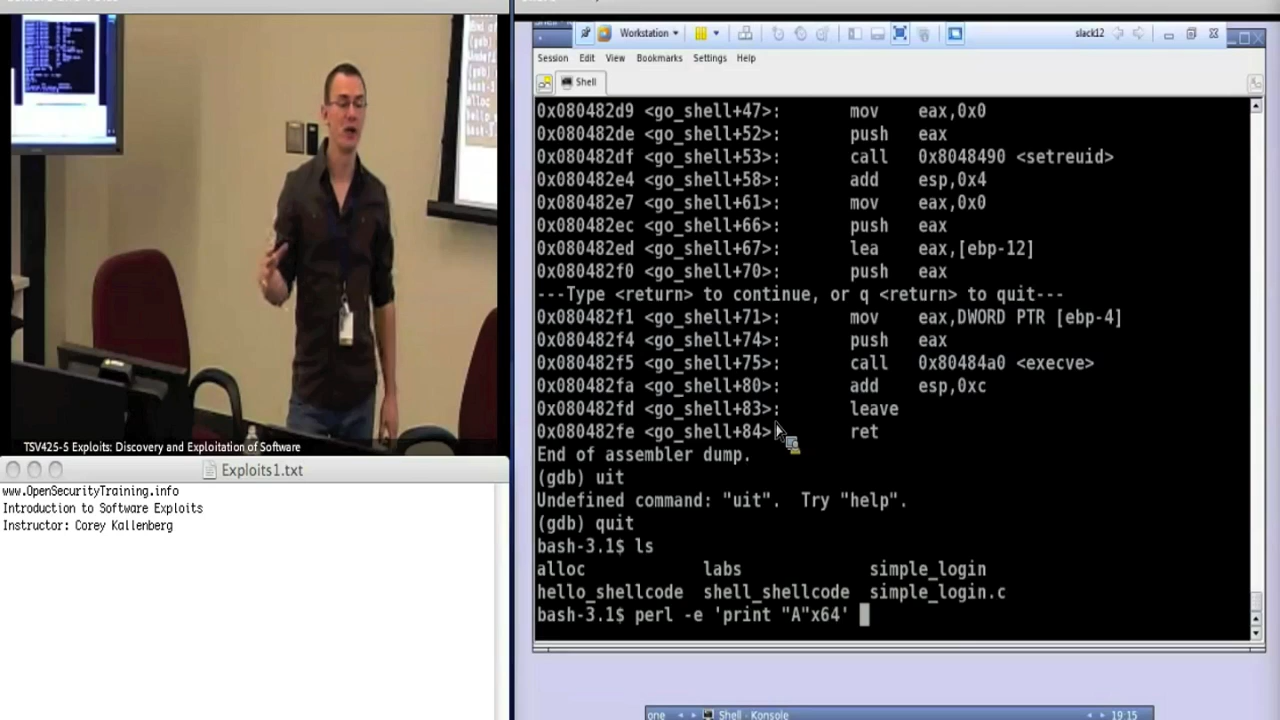 TSV425-5 Exploits: Discovery and Exploitation of Software
Exploits1.txt
www.OpenSecurityTraining.info
Introduction to Software Exploits
Instructor: Corey Kallenberg
Workstation
slack12
Session Edit View Bookmarks Settings Help
Shell
0x080482d9 <go_shell+47>: mov eax,0x0
0x080482de <go_shell+52>: push eax
0x080482df <go_shell+53>: call 0x8048490 <setreuid>
0x080482e4 <go_shell+58>: add esp,0x4
0x080482e7 <go_shell+61>: mov eax,0x0
0x080482ec <go_shell+66>: push eax
0x080482ed <go_shell+67>: lea eax,[ebp-12]
0x080482f0 <go_shell+70>: push eax
---Type <return> to continue, or q <return> to quit---
0x080482f1 <go_shell+71>: mov eax,DWORD PTR [ebp-4]
0x080482f4 <go_shell+74>: push eax
0x080482f5 <go_shell+75>: call 0x80484a0 <execve>
0x080482fa <go_shell+80>: add esp,0xc
0x080482fd <go_shell+83>: leave
0x080482fe <go_shell+84>: ret
End of assembler dump.
(gdb) uit
Undefined command: "uit". Try "help".
(gdb) quit
bash-3.1$ ls
alloc labs simple_login
hello_shellcode shell_shellcode simple_login.c
bash-3.1$ perl -e 'print "A"x64'
one Shell - Konsole 19:15